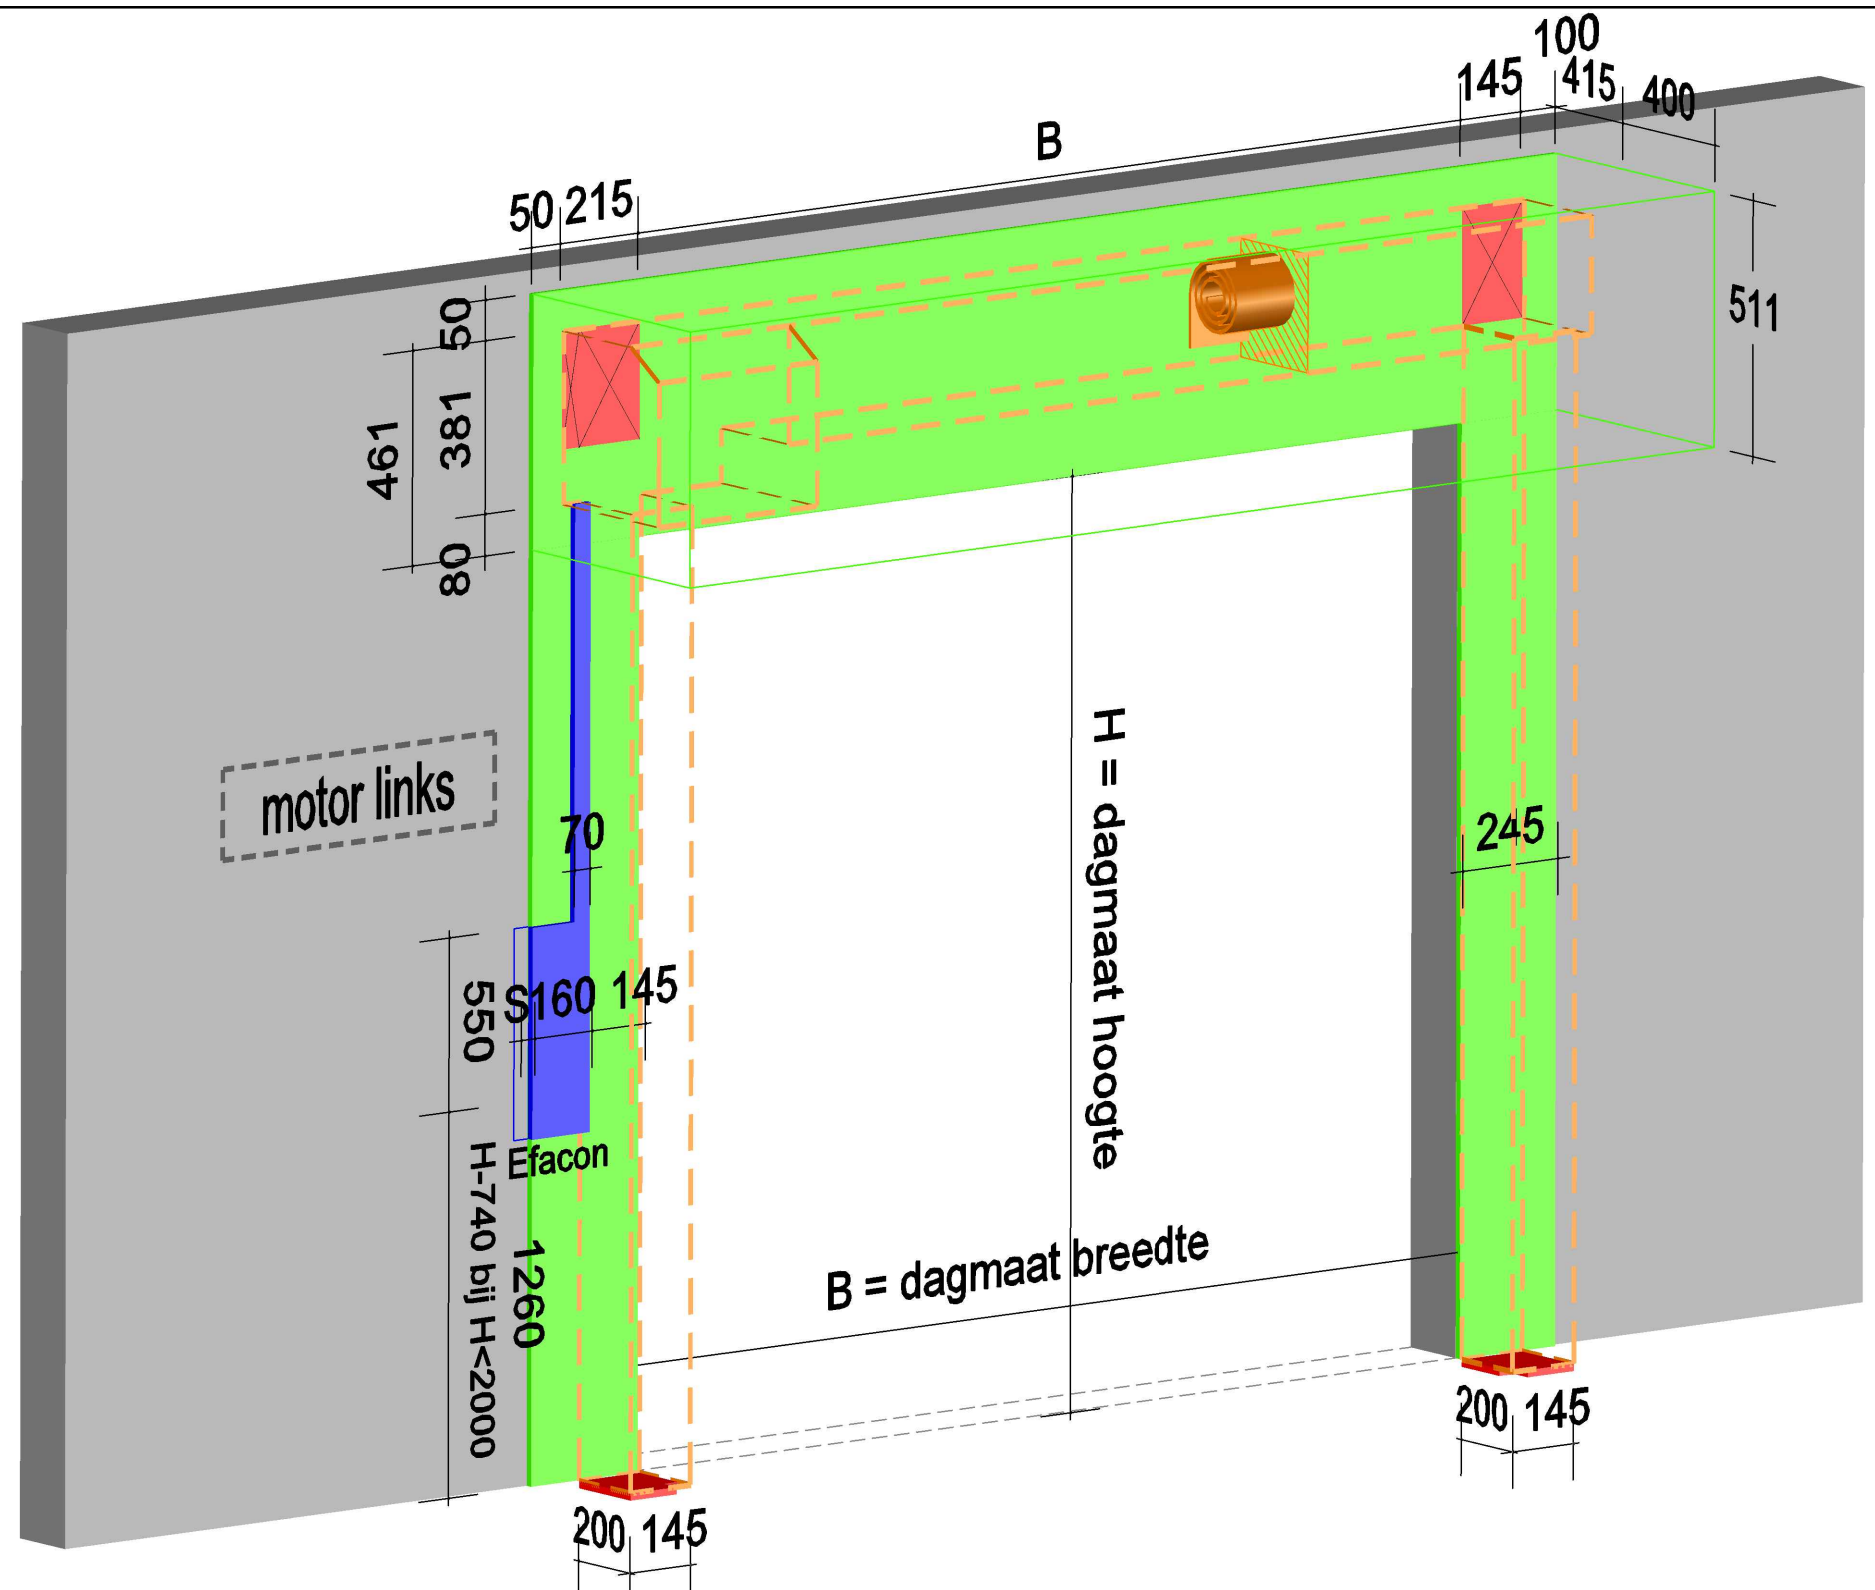 100
145 415 400
B
50 215
50
511
461 381
80
motor links
70
H = dagmaat hoogte
245
550
S 160 145
Efacon
H-740 bij H<2000
1260
B = dagmaat breedte
200 145
200 145